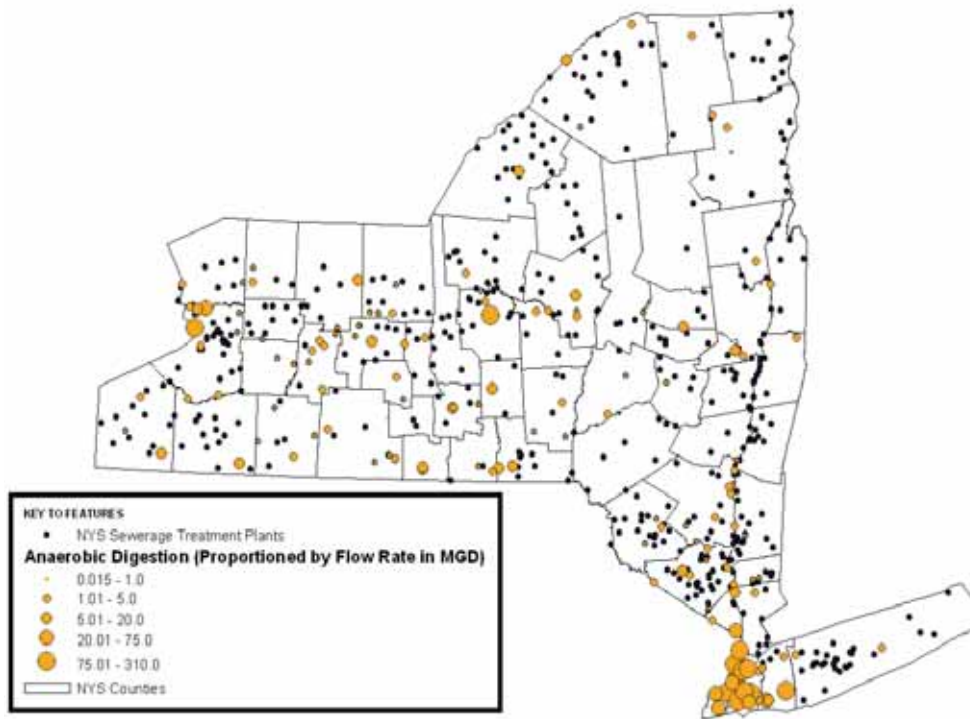 KEY TO FEATURES
NYS Sewerage Treatment Plants
Anaerobic Digestion (Proportioned by Flow Rate in MGD)
0.015 - 1.0
1.01 - 5.0
5.01 - 20.0
20.01 - 75.0
75.01 - 310.0
NYS Counties